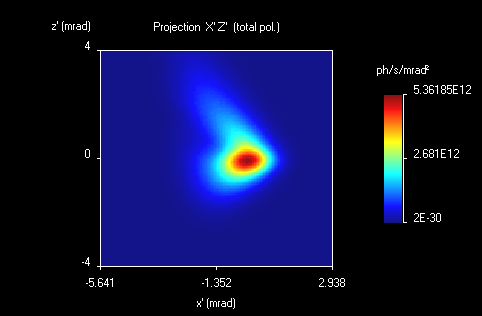 z' (mrad)
Projection X' Z' (total pol.)
4
0
-4
-5.641
-1.352
2.938
x' (mrad)
ph/s/mrad²
5.36185E12
2.681E12
2E-30